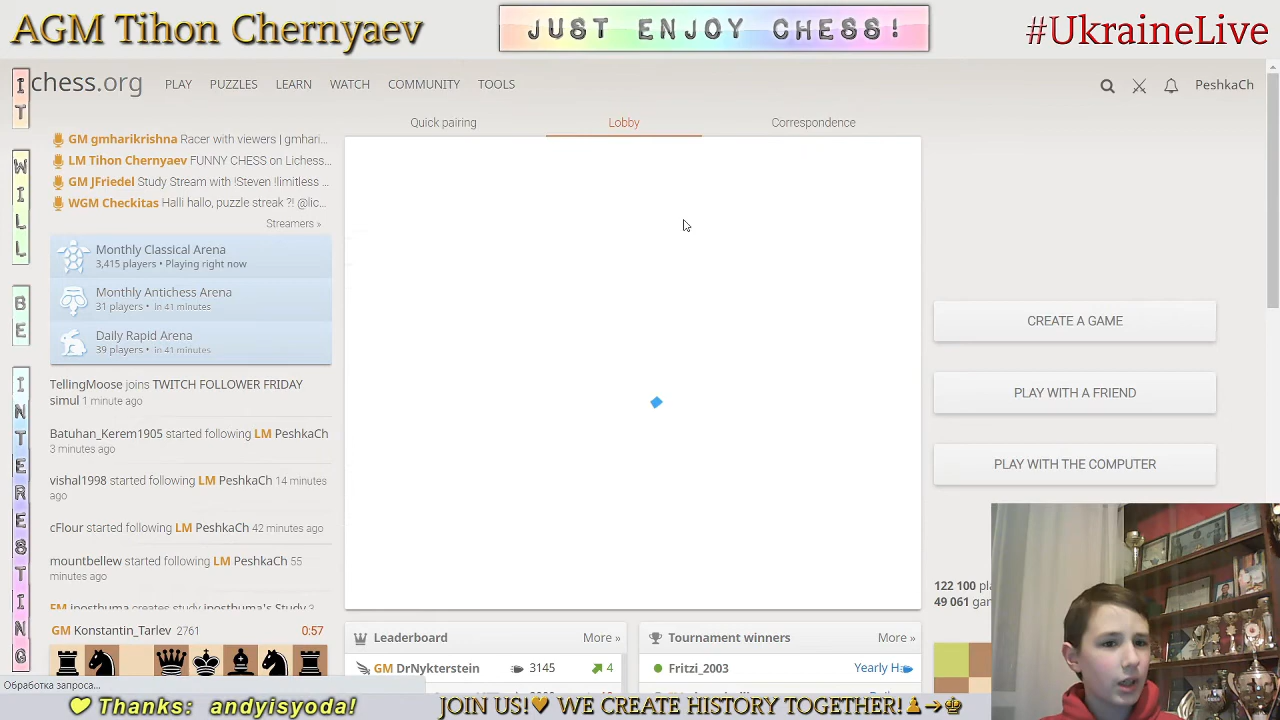 AGM Tihon Chernyaev
JUST ENJOY CHESS!
#UkraineLive
IT WILL BE INTERESTING
chess.org
PLAY PUZZLES LEARN WATCH COMMUNITY TOOLS
PeshkaCh
Quick pairing Lobby Correspondence
GM gmharikrishna Racer with viewers | gmhari...
LM Tihon Chernyaev FUNNY CHESS on Lichess...
GM JFriedel Study Stream with !Steven !limitless ...
WGM Checkitas Halli hallo, puzzle streak ?! @lic...
Streamers »
Monthly Classical Arena
3,415 players • Playing right now
Monthly Antichess Arena
31 players • in 41 minutes
Daily Rapid Arena
39 players • in 41 minutes
TellingMoose joins TWITCH FOLLOWER FRIDAY
simul 1 minute ago
Batuhan_Kerem1905 started following LM PeshkaCh
3 minutes ago
vishal1998 started following LM PeshkaCh 14 minutes
ago
cFlour started following LM PeshkaCh 42 minutes ago
mountbellew started following LM PeshkaCh 55
minutes ago
GM Konstantin_Tarlev 2761 0:57
CREATE A GAME
PLAY WITH A FRIEND
PLAY WITH THE COMPUTER
122 100
49 061
Leaderboard More »
GM DrNykterstein 3145 4
Tournament winners More »
Fritzi_2003 Yearly
Обработка запроса...
Thanks: andyisyoda!
JOIN US! WE CREATE HISTORY TOGETHER!